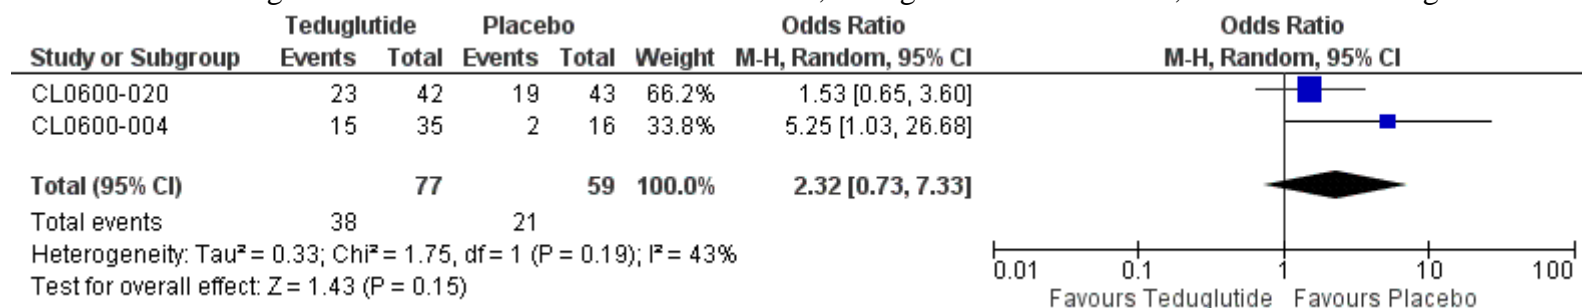 Teduglutide Placebo Odds Ratio Odds Ratio
Study or Subgroup Events Total Events Total Weight M-H, Random, 95% CI M-H, Random, 95% CI
CL0600-020 23 42 19 43 66.2% 1.53 [0.65, 3.60]
CL0600-004 15 35 2 16 33.8% 5.25 [1.03, 26.68]
Total (95% CI) 77 59 100.0% 2.32 [0.73, 7.33]
Total events 38 21
Heterogeneity: Tau² = 0.33; Chi² = 1.75, df = 1 (P = 0.19); I² = 43%
Test for overall effect: Z = 1.43 (P = 0.15)
0.01 0.1 1 10 100
Favours Teduglutide Favours Placebo